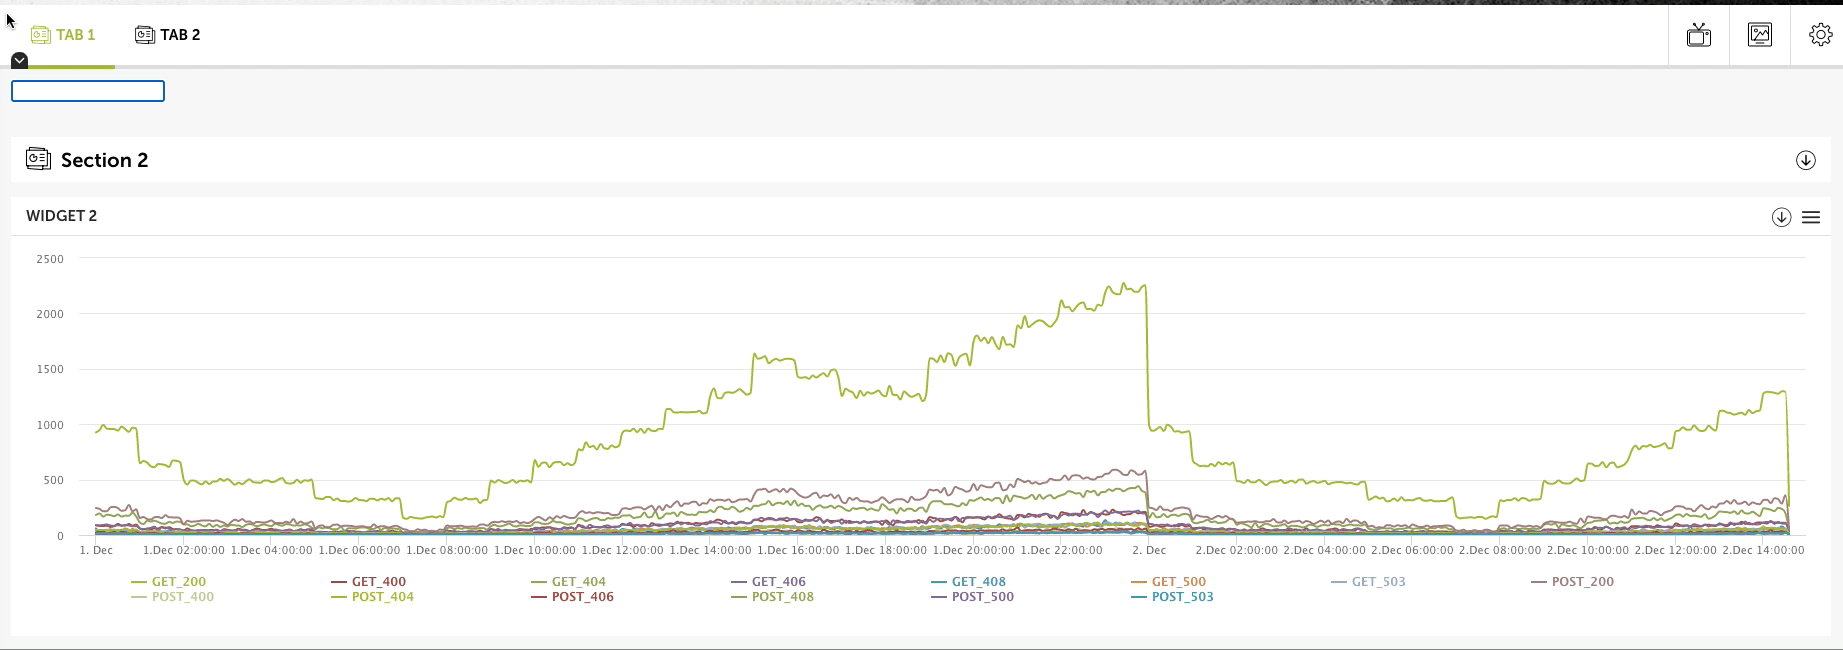 TAB 1 TAB 2
Section 2
WIDGET 2
2500
2000
1500
1000
500
0
1. Dec 1.Dec 02:00:00 1.Dec 04:00:00 1.Dec 06:00:00 1.Dec 08:00:00 1.Dec 10:00:00 1.Dec 12:00:00 1.Dec 14:00:00 1.Dec 16:00:00 1.Dec 18:00:00 1.Dec 20:00:00 1.Dec 22:00:00 2. Dec 2.Dec 02:00:00 2.Dec 04:00:00 2.Dec 06:00:00 2.Dec 08:00:00 2.Dec 10:00:00 2.Dec 12:00:00 2.Dec 14:00:00
GET_200 GET_400 GET_404 GET_406 GET_408 GET_500 GET_503 POST_200
POST_400 POST_404 POST_406 POST_408 POST_500 POST_503